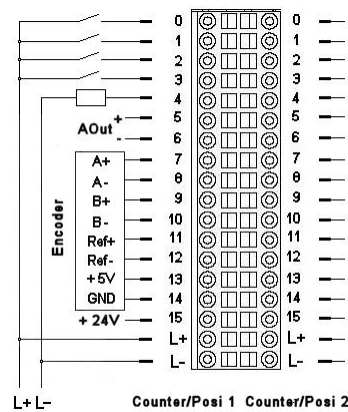 0 0
1 1
2 2
3 3
4 4
+ 5 5
AOut
- 6 6
A+ 7 7
A- 8 8
B+ 9 9
B- 10 10
Encoder
Ref+ 11 11
Ref- 12 12
+5V 13 13
GND 14 14
+ 24V 15 15
L+ L+
L- L-
L+ L- Counter/Posi 1 Counter/Posi 2